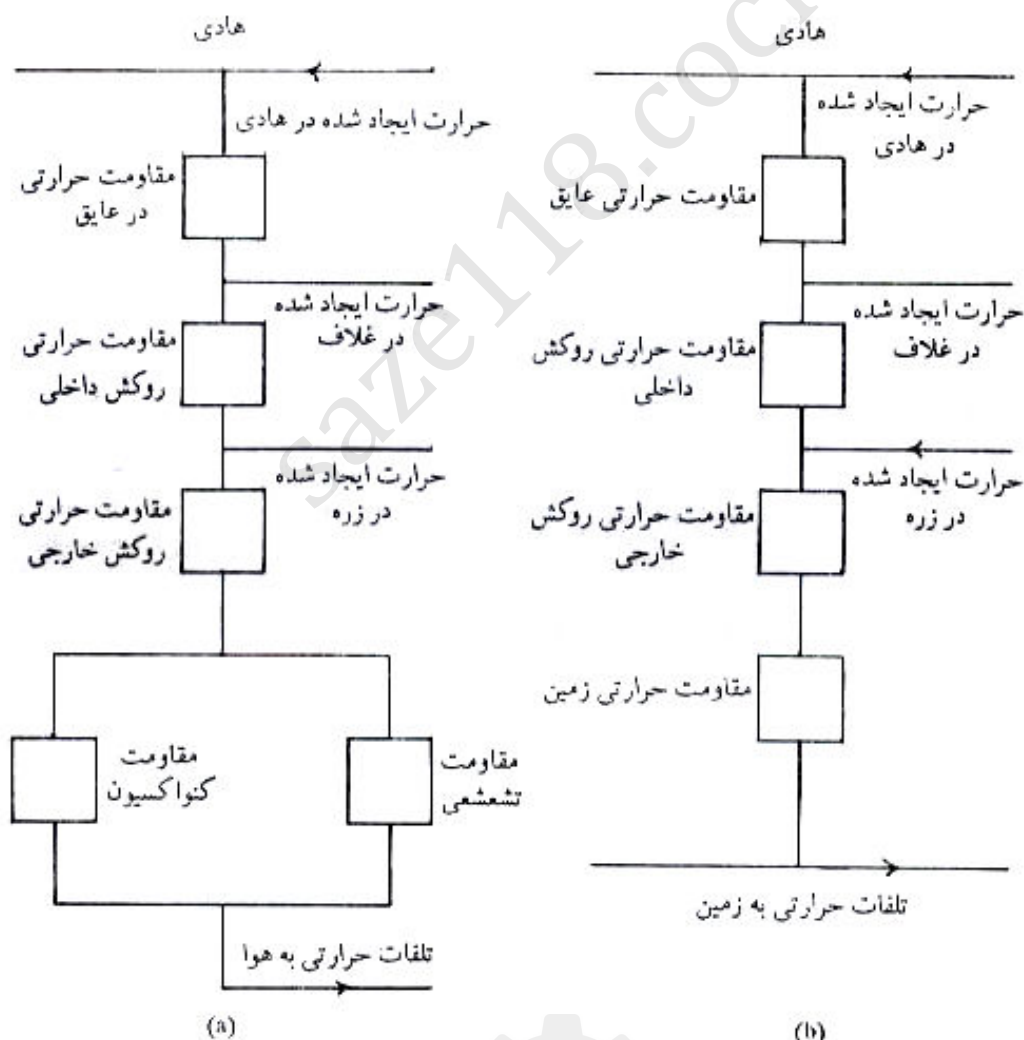 هادی
حرارت ایجاد شده در هادی
مقاومت حرارتی
در عایق
حرارت ایجاد شده
در غلاف
مقاومت حرارتی
روکش داخلی
حرارت ایجاد شده
در زره
مقاومت حرارتی
روکش خارجی
مقاومت
کنواکسیون
مقاومت
تشعشعی
تلفات حرارتی به هوا
(a)
هادی
حرارت ایجاد شده
در هادی
مقاومت حرارتی عایق
حرارت ایجاد شده
در غلاف
مقاومت حرارتی روکش
داخلی
حرارت ایجاد شده
در زره
مقاومت حرارتی روکش
خارجی
مقاومت حرارتی زمین
تلفات حرارتی به زمین
(b)